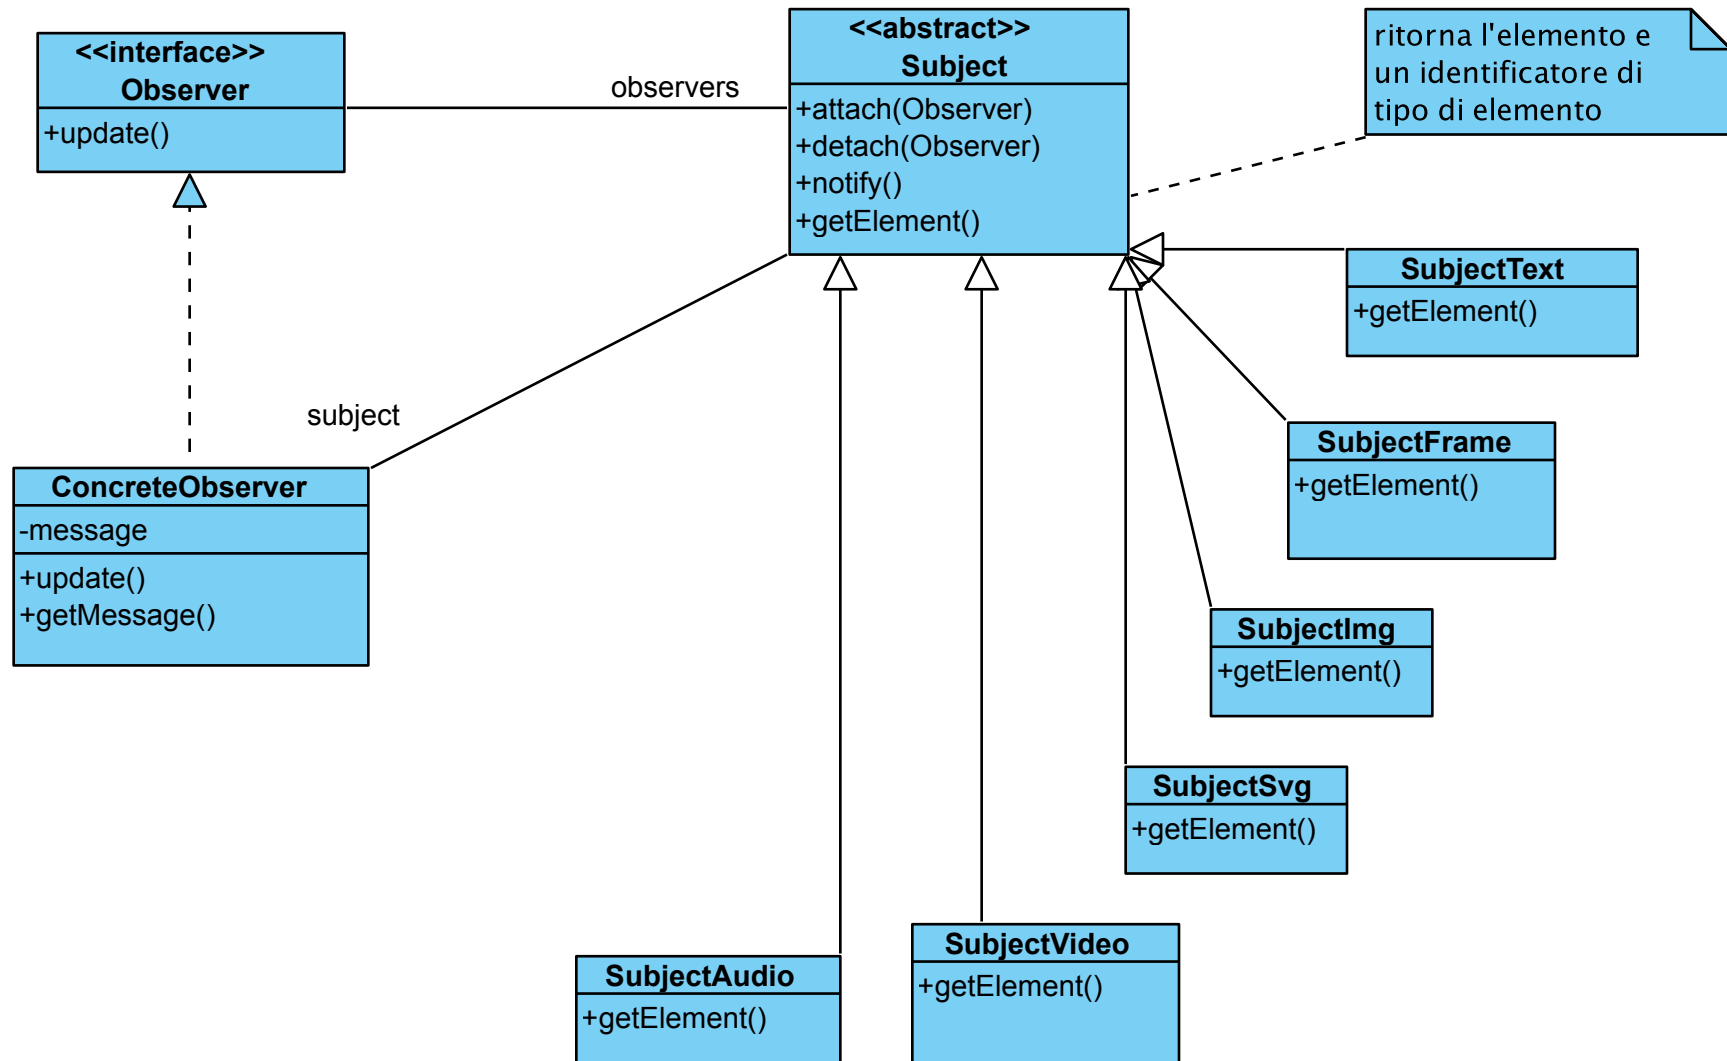 <<interface>>
Observer
+update()
observers
<<abstract>>
Subject
+attach(Observer)
+detach(Observer)
+notify()
+getElement()
ritorna l'elemento e
un identificatore di
tipo di elemento
SubjectText
+getElement()
subject
SubjectFrame
+getElement()
ConcreteObserver
-message
+update()
+getMessage()
SubjectImg
+getElement()
SubjectSvg
+getElement()
SubjectVideo
+getElement()
SubjectAudio
+getElement()